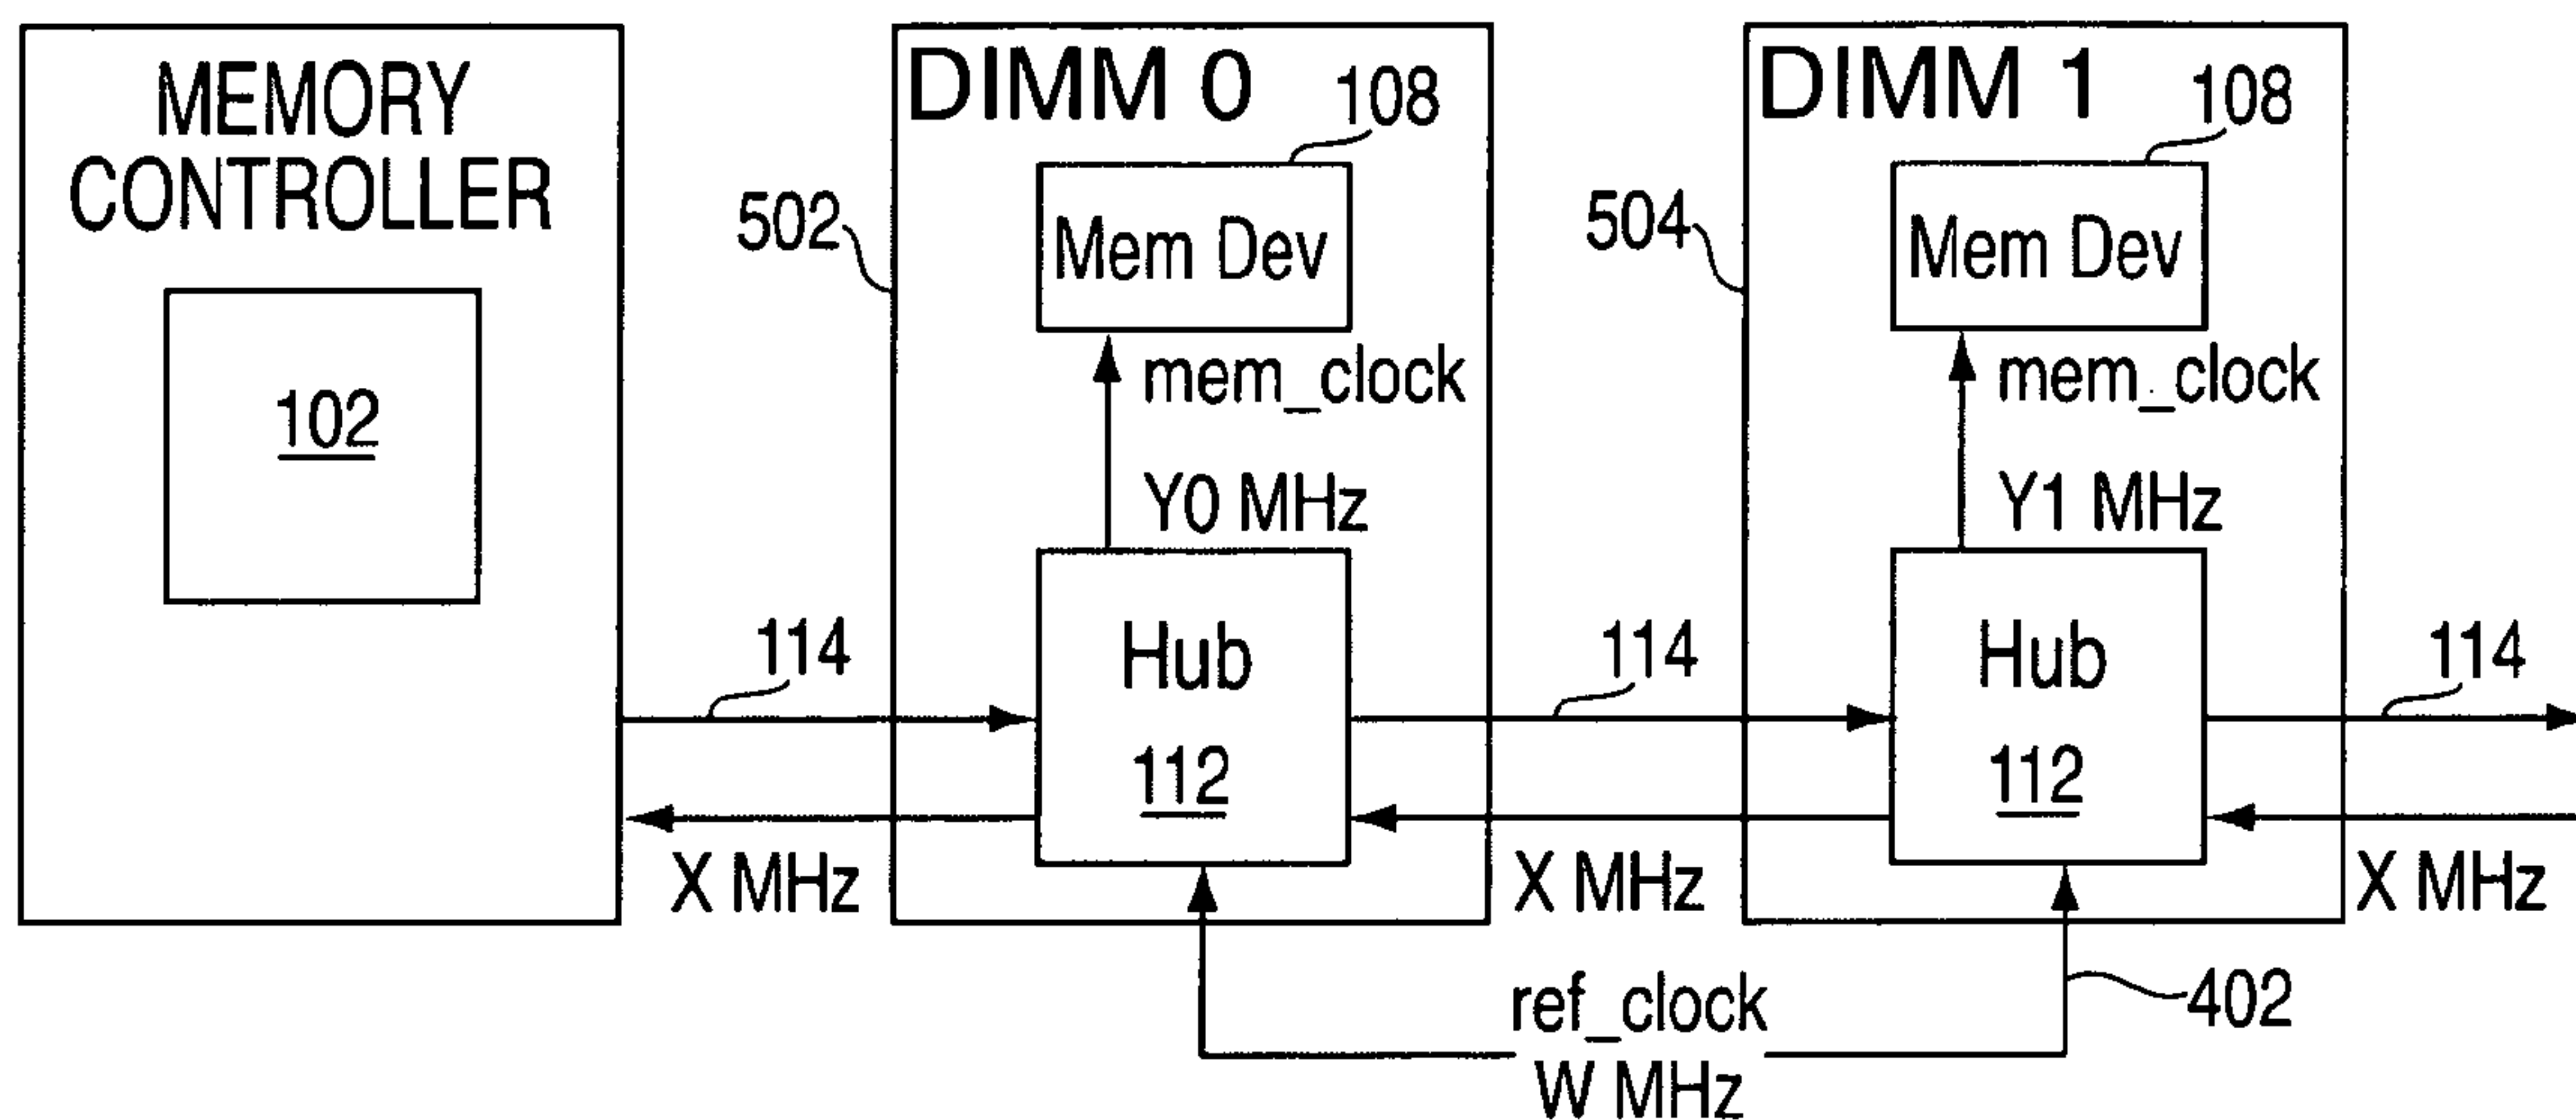 MEMORY
CONTROLLER
102
114
X MHz
DIMM 0
108
502
Mem Dev
mem_clock
Y0 MHz
Hub
112
114
X MHz
DIMM 1
108
504
Mem Dev
mem_clock
Y1 MHz
Hub
112
114
X MHz
ref_clock
W MHz
402